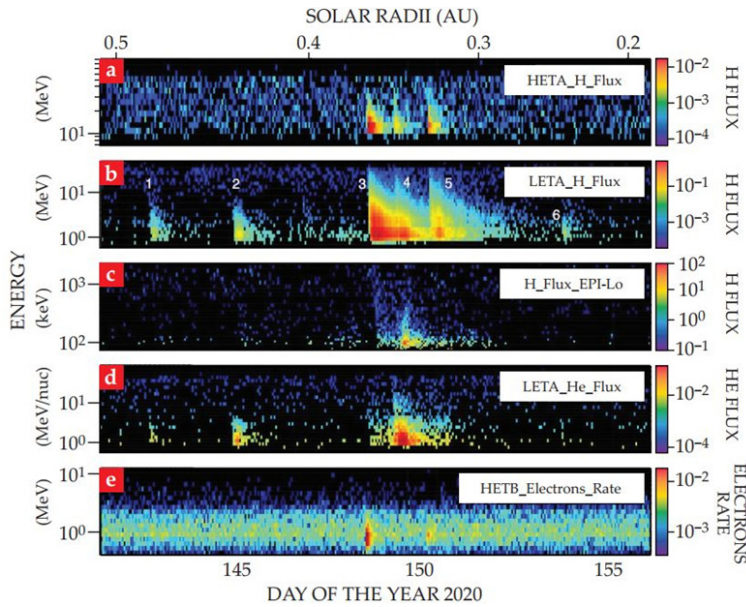 SOLAR RADII (AU)
0.5 0.4 0.3 0.2
a
HETA_H_Flux
(MeV)
10¹
10⁻²
10⁻³
10⁻⁴
H FLUX
b
1 2 3 4 5 6
LETA_H_Flux
(MeV)
10¹
10⁰
10⁻¹
10⁻³
H FLUX
ENERGY
c
H_Flux_EPI-Lo
(keV)
10³
10²
10²
10¹
10⁰
10⁻¹
H FLUX
d
LETA_He_Flux
(MeV/nuc)
10¹
10⁰
10⁻²
10⁻⁴
HE FLUX
e
HETB_Electrons_Rate
(MeV)
10¹
10⁰
10⁻²
10⁻³
ELECTRONS
RATE
145 150 155
DAY OF THE YEAR 2020